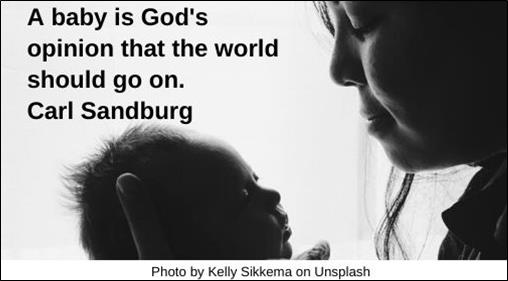 A baby is God's
opinion that the world
should go on.
Carl Sandburg
Photo by Kelly Sikkema on Unsplash